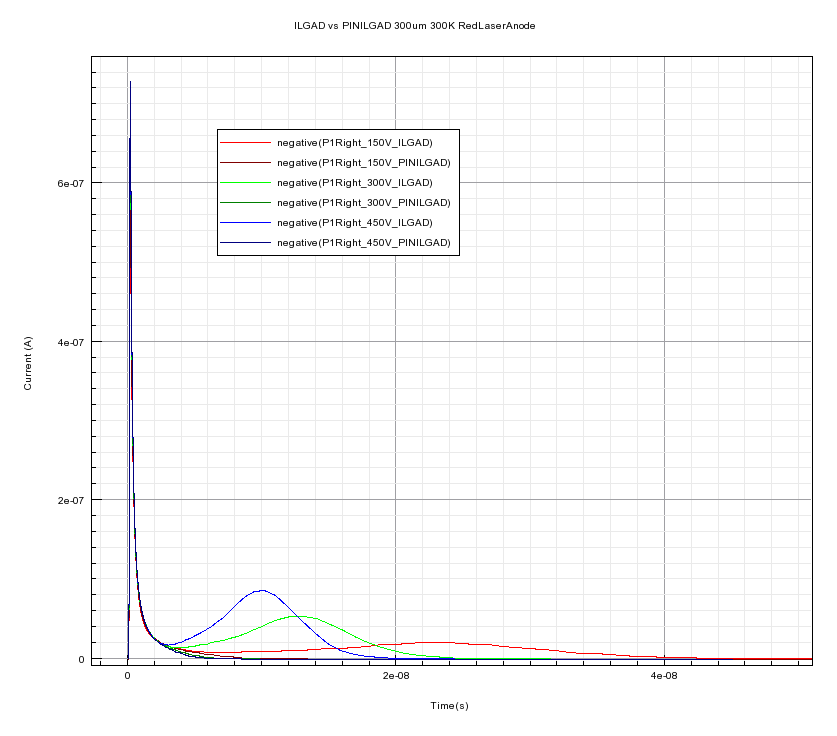 ILGAD vs PINILGAD 300um 300K RedLaserAnode
negative(P1Right_150V_ILGAD)
negative(P1Right_150V_PINILGAD)
negative(P1Right_300V_ILGAD)
negative(P1Right_300V_PINILGAD)
negative(P1Right_450V_ILGAD)
negative(P1Right_450V_PINILGAD)
6e-07
4e-07
2e-07
0
Current (A)
0
2e-08
4e-08
Time(s)